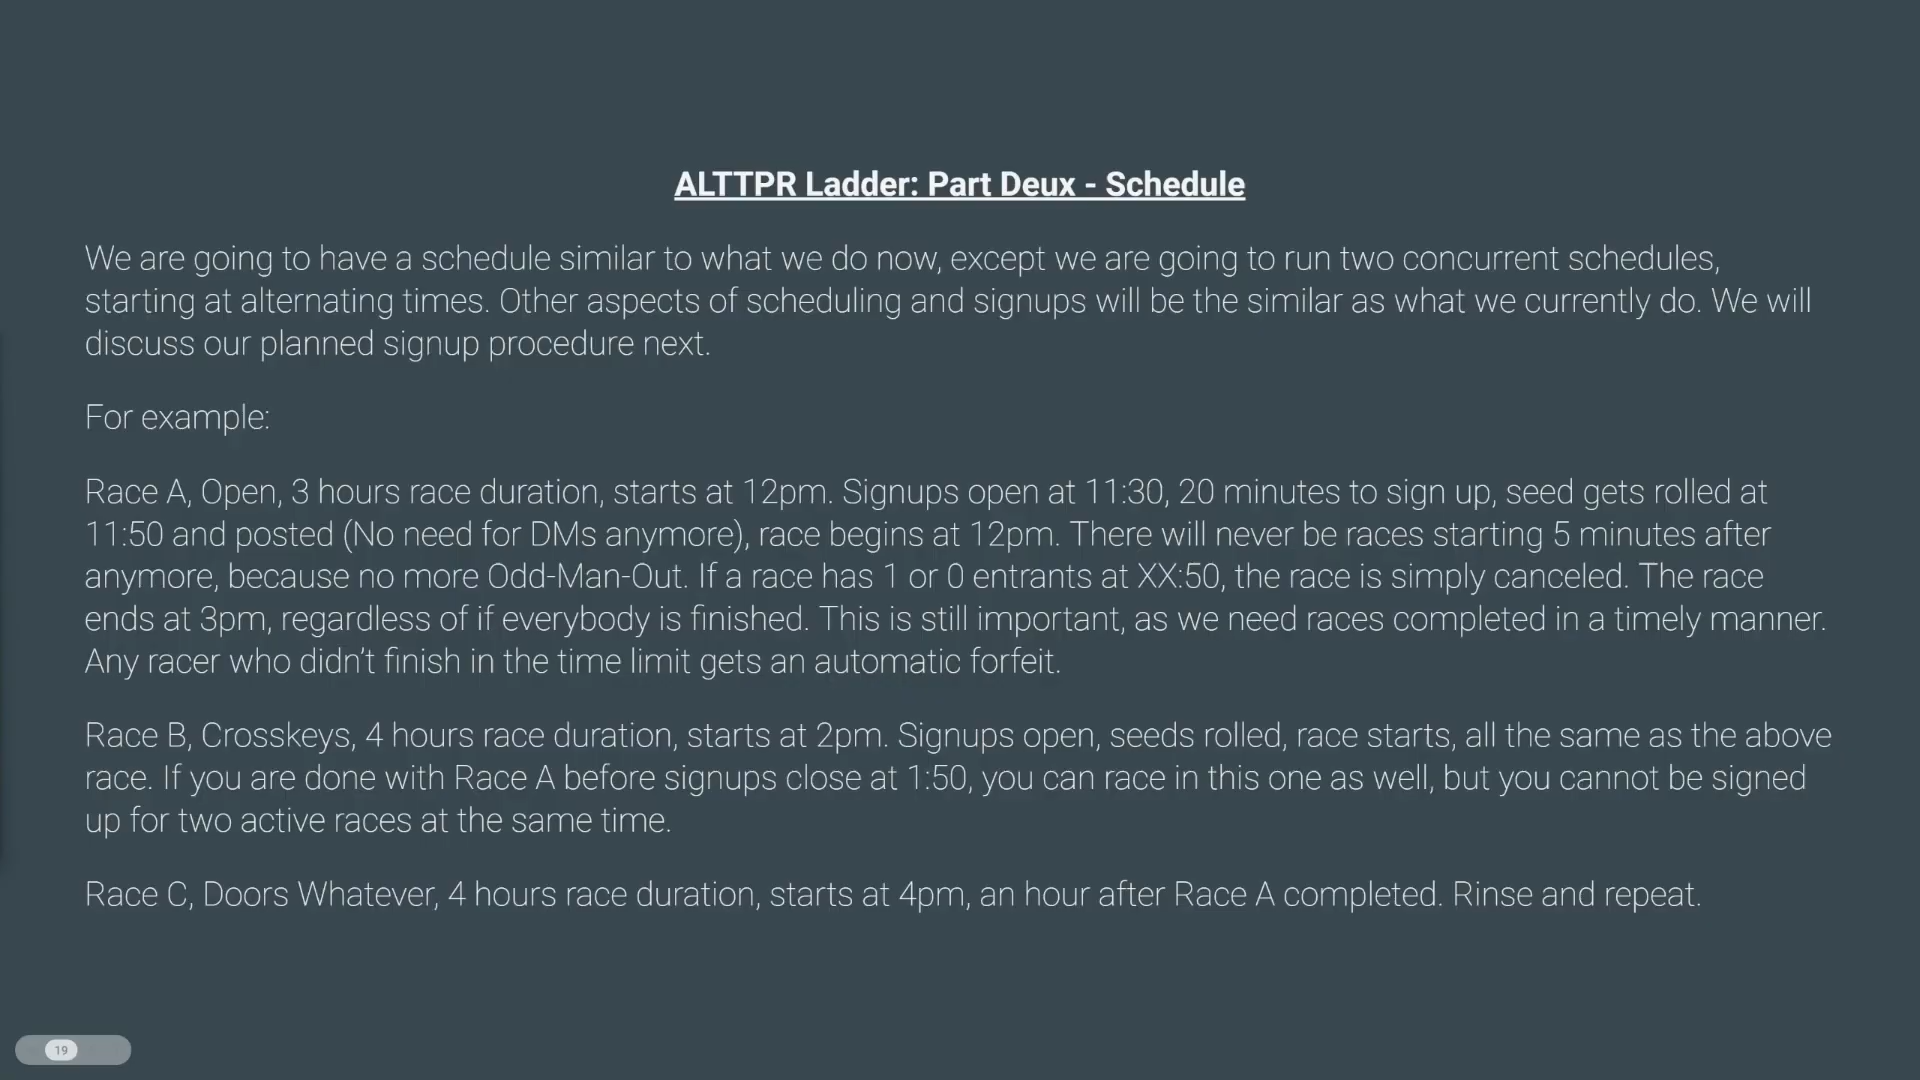 ALTTPR Ladder: Part Deux - Schedule
We are going to have a schedule similar to what we do now, except we are going to run two concurrent schedules,
starting at alternating times. Other aspects of scheduling and signups will be the similar as what we currently do. We will
discuss our planned signup procedure next.
For example:
Race A, Open, 3 hours race duration, starts at 12pm. Signups open at 11:30, 20 minutes to sign up, seed gets rolled at
11:50 and posted (No need for DMs anymore), race begins at 12pm. There will never be races starting 5 minutes after
anymore, because no more Odd-Man-Out. If a race has 1 or 0 entrants at XX:50, the race is simply canceled. The race
ends at 3pm, regardless of if everybody is finished. This is still important, as we need races completed in a timely manner.
Any racer who didn’t finish in the time limit gets an automatic forfeit.
Race B, Crosskeys, 4 hours race duration, starts at 2pm. Signups open, seeds rolled, race starts, all the same as the above
race. If you are done with Race A before signups close at 1:50, you can race in this one as well, but you cannot be signed
up for two active races at the same time.
Race C, Doors Whatever, 4 hours race duration, starts at 4pm, an hour after Race A completed. Rinse and repeat.
19